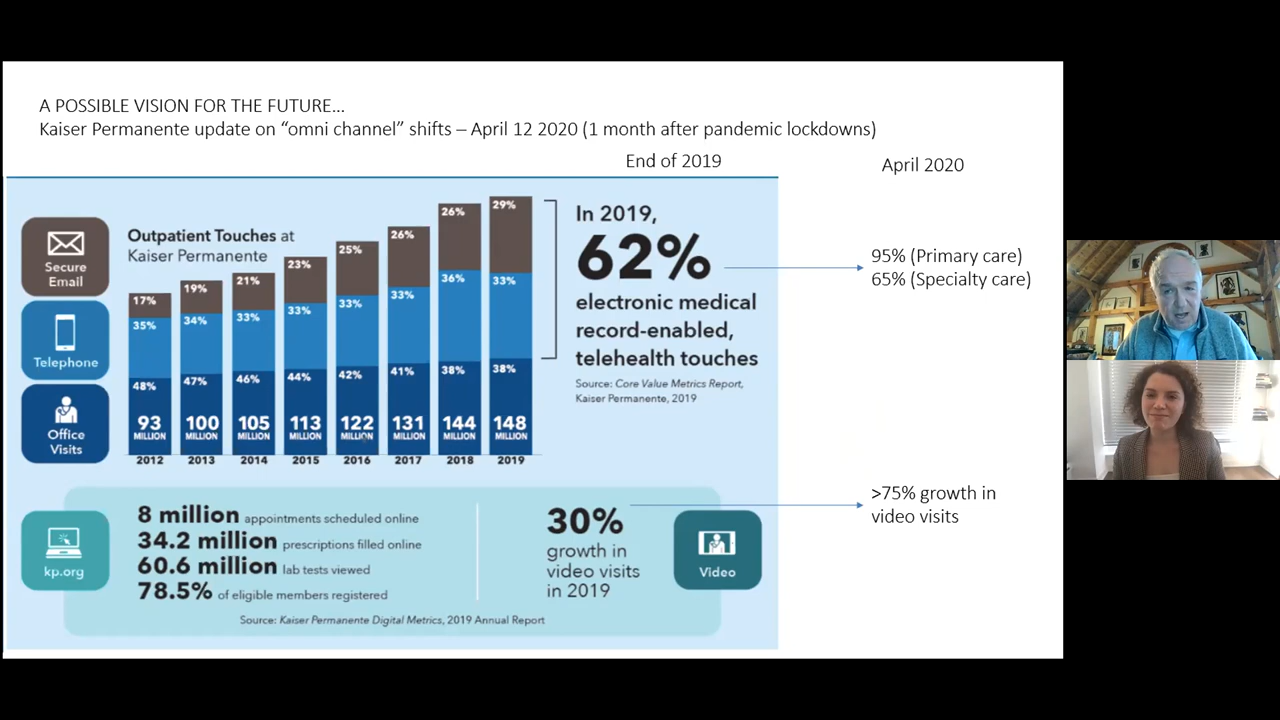 A POSSIBLE VISION FOR THE FUTURE…
Kaiser Permanente update on “omni channel” shifts – April 12 2020 (1 month after pandemic lockdowns)
End of 2019
April 2020
Secure
Email
Telephone
Office
Visits
Outpatient Touches at
Kaiser Permanente
17%
35%
48%
93
MILLION
2012
19%
34%
47%
100
MILLION
2013
21%
33%
46%
105
MILLION
2014
23%
33%
44%
113
MILLION
2015
25%
33%
42%
122
MILLION
2016
26%
33%
41%
131
MILLION
2017
26%
36%
38%
144
MILLION
2018
29%
33%
38%
148
MILLION
2019
In 2019,
62%
electronic medical
record-enabled,
telehealth touches
Source: Core Value Metrics Report,
Kaiser Permanente, 2019
95% (Primary care)
65% (Specialty care)
kp.org
8 million appointments scheduled online
34.2 million prescriptions filled online
60.6 million lab tests viewed
78.5% of eligible members registered
30%
growth in
video visits
in 2019
Video
Source: Kaiser Permanente Digital Metrics, 2019 Annual Report
>75% growth in
video visits